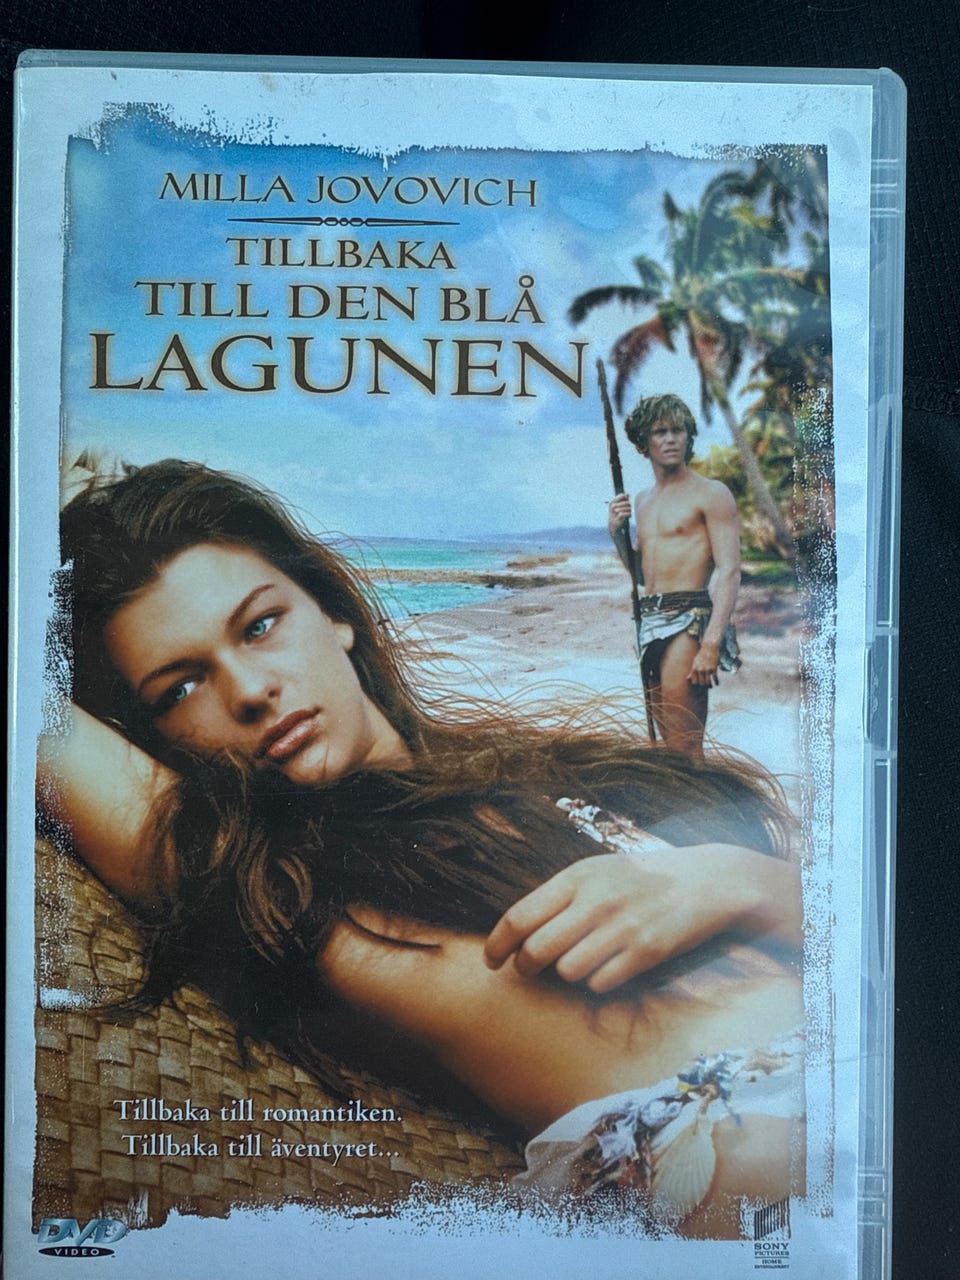 MILLA JOVOVICH
TILLBAKA
TILL DEN BLÅ
LAGUNEN
Tillbaka till romantiken.
Tillbaka till äventyret...
DVD
VIDEO
SONY
PICTURES
HOME
ENTERTAINMENT